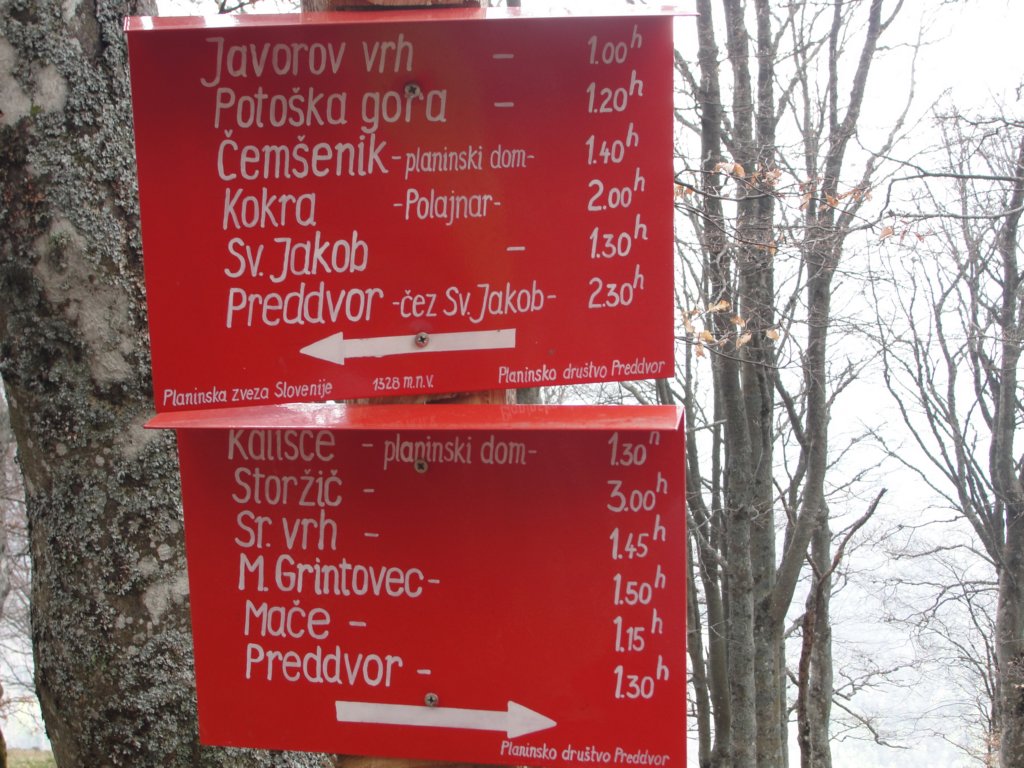 Javorov vrh - 1.00h
Potoška gora - 1.20h
Čemšenik - planinski dom - 1.40h
Kokra - Polajnar - 2.00h
Sv. Jakob - 1.30h
Preddvor - čez Sv. Jakob - 2.30h
Planinska zveza Slovenije 1328 m.n.v. Planinsko društvo Preddvor
Kališče - planinski dom - 1.30h
Storžič - 3.00h
Sr. vrh - 1.45h
M. Grintovec - 1.50h
Mače - 1.15h
Preddvor - 1.30h
Planinsko društvo Preddvor